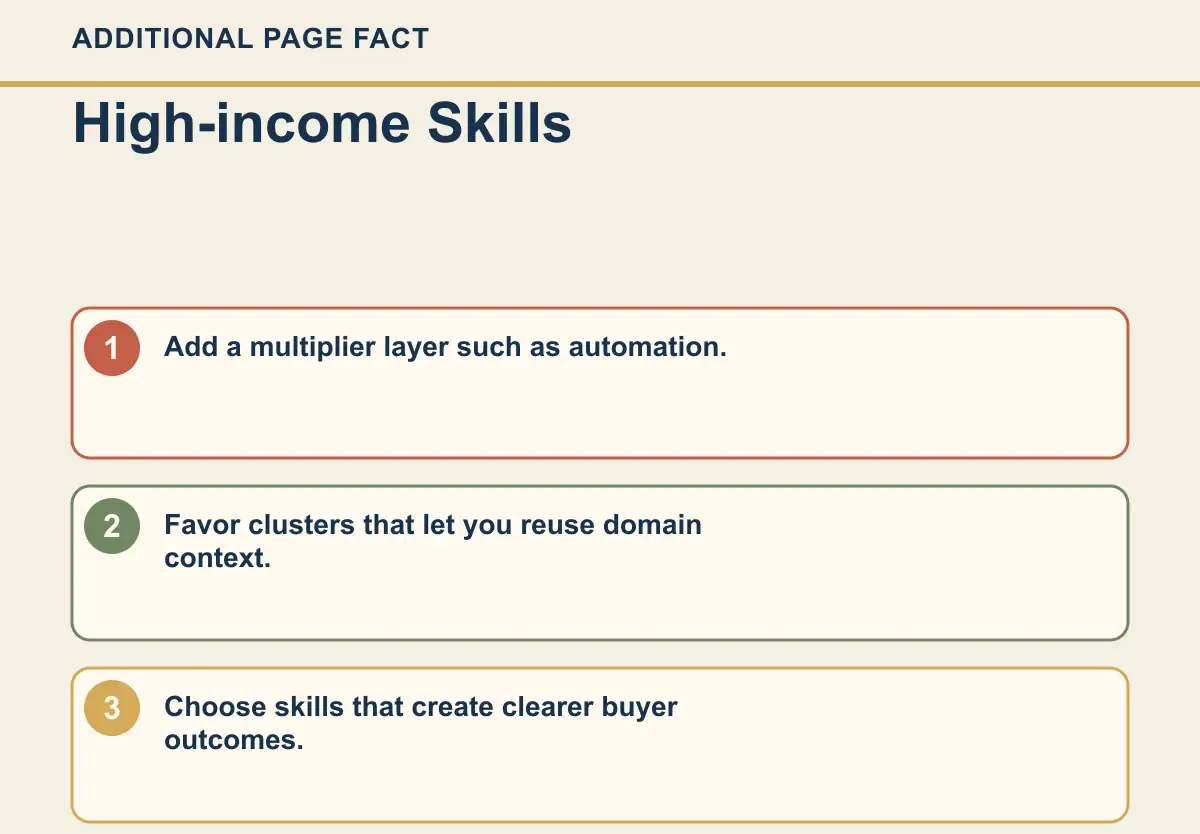 ADDITIONAL PAGE FACT
High-income Skills
1
Add a multiplier layer such as automation.
2
Favor clusters that let you reuse domain
context.
3
Choose skills that create clearer buyer
outcomes.